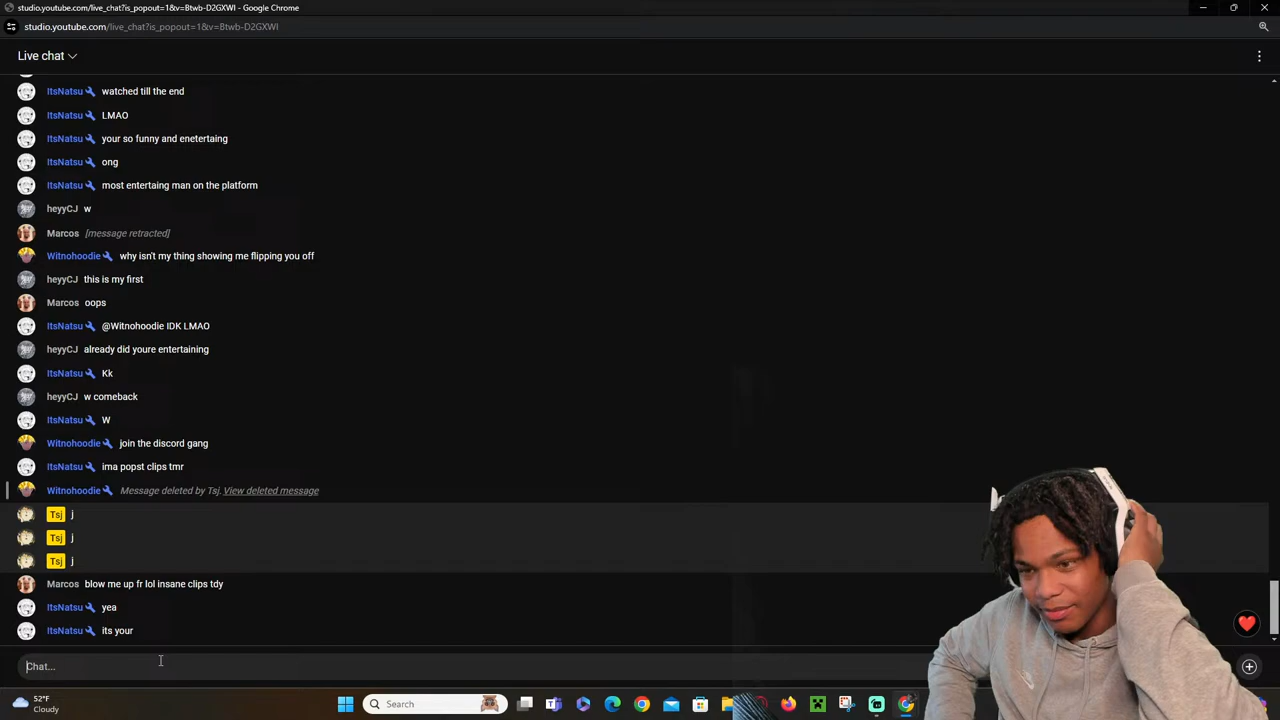 studio.youtube.com/live_chat?is_popout=1&v=Btwb-D2GXWI - Google Chrome
studio.youtube.com/live_chat?is_popout=1&v=Btwb-D2GXWI
Live chat
ItsNatsu watched till the end
ItsNatsu LMAO
ItsNatsu your so funny and enetertaing
ItsNatsu ong
ItsNatsu most entertaing man on the platform
heyyCJ w
Marcos [message retracted]
Witnohoodie why isn't my thing showing me flipping you off
heyyCJ this is my first
Marcos oops
ItsNatsu @Witnohoodie IDK LMAO
heyyCJ already did youre entertaining
ItsNatsu Kk
heyyCJ w comeback
ItsNatsu W
Witnohoodie join the discord gang
ItsNatsu ima popst clips tmr
Witnohoodie Message deleted by Tsj. View deleted message
Tsj j
Tsj j
Tsj j
Marcos blow me up fr lol insane clips tdy
ItsNatsu yea
ItsNatsu its your
Chat...
52°F
Cloudy
Search